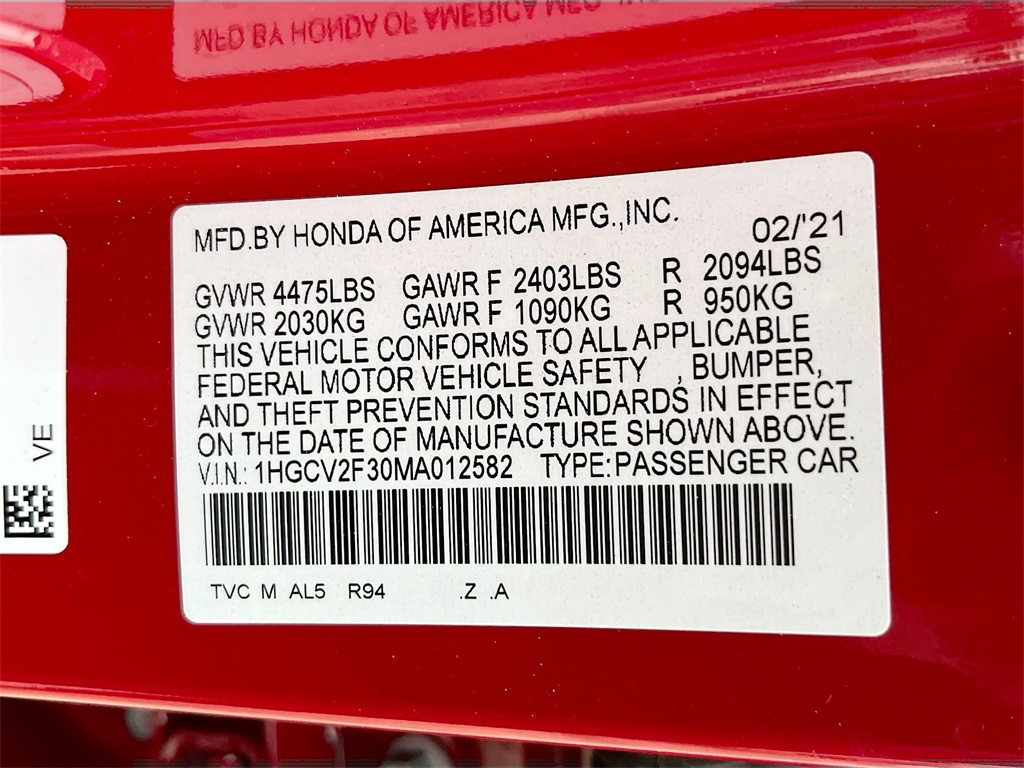 MFD BY HONDA OF AMERICA MFG
MFD.BY HONDA OF AMERICA MFG.,INC.
02/'21
GVWR 4475LBS GAWR F 2403LBS R 2094LBS
GVWR 2030KG GAWR F 1090KG R 950KG
THIS VEHICLE CONFORMS TO ALL APPLICABLE
FEDERAL MOTOR VEHICLE SAFETY , BUMPER,
AND THEFT PREVENTION STANDARDS IN EFFECT
ON THE DATE OF MANUFACTURE SHOWN ABOVE.
V.I.N.: 1HGCV2F30MA012582 TYPE:PASSENGER CAR
TVC M AL5 R94 .Z .A
VE